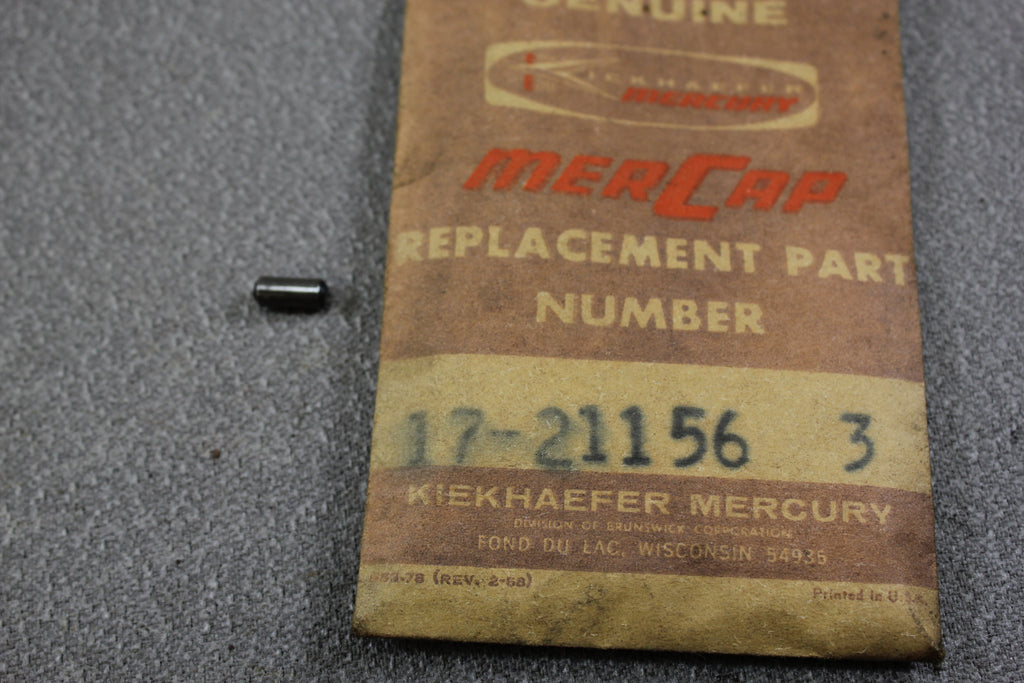 GENUINE
KIEKHAEFER
MERCURY
MERCAP
REPLACEMENT PART
NUMBER
17-21156 3
KIEKHAEFER MERCURY
DIVISION OF BRUNSWICK CORPORATION
FOND DU LAC, WISCONSIN 54935
(REV. 2-68)
Printed in U.S.A.